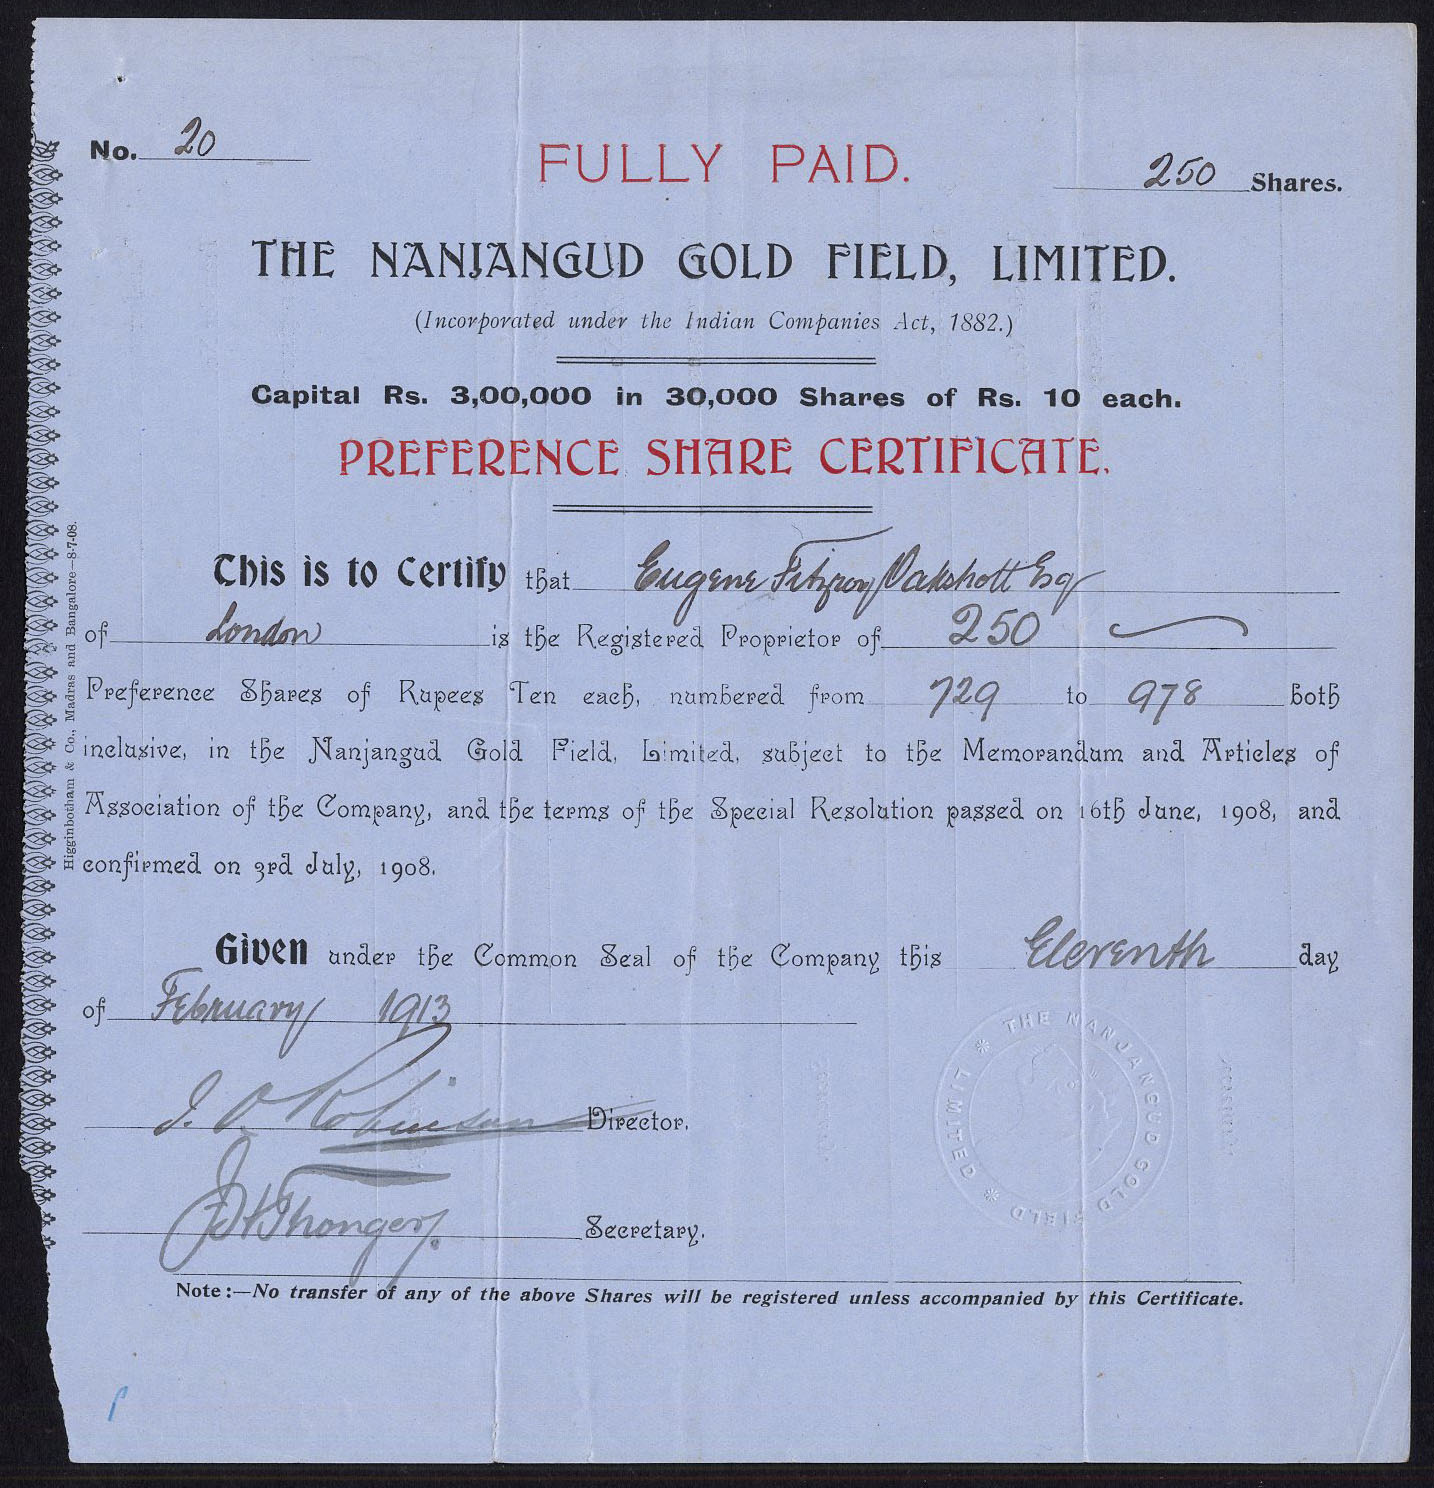 No. 20
FULLY PAID.
250 Shares.
THE NANJANGUD GOLD FIELD, LIMITED.
(Incorporated under the Indian Companies Act, 1882.)
Capital Rs. 3,00,000 in 30,000 Shares of Rs. 10 each.
PREFERENCE SHARE CERTIFICATE.
This is to Certify that Eugene Fitzroy Oakshott Esq
of London is the Registered Proprietor of 250
Preference Shares of Rupees Ten each, numbered from 729 to 978 both
inclusive, in the Nanjangud Gold Field, Limited, subject to the Memorandum and Articles of
Association of the Company, and the terms of the Special Resolution passed on 16th June, 1908, and
confirmed on 3rd July, 1908.
Given under the Common Seal of the Company this Eleventh day
of February 1913
Robinson Director.
Secretary.
THE NANJANGUD GOLD FIELD LIMITED
Note:—No transfer of any of the above Shares will be registered unless accompanied by this Certificate.
Higginbotham & Co., Madras and Bangalore—8-7-08.